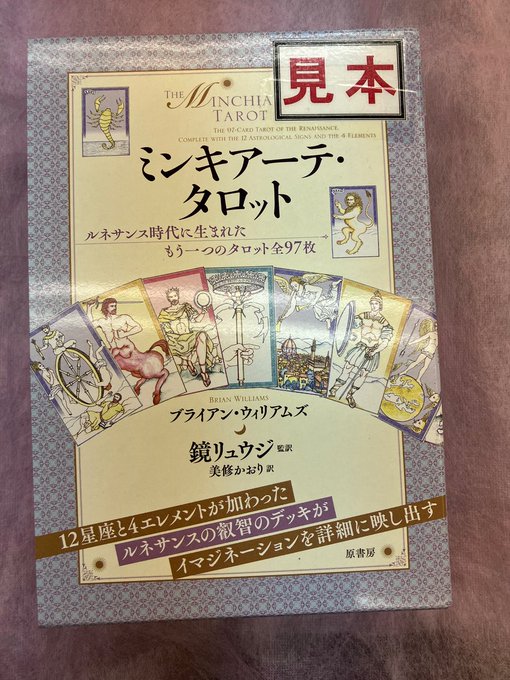 見本
THE
MINCHIA
TAROT
THE 97-CARD TAROT OF THE RENAISSANCE,
COMPLETE WITH THE 12 ASTROLOGICAL SIGNS AND THE 4 ELEMENTS
ミンキアーテ・
タロット
ルネサンス時代に生まれた
もう一つのタロット全97枚
BRIAN WILLIAMS
ブライアン・ウィリアムズ
鏡リュウジ 監訳
美修かおり 訳
12星座と4エレメントが加わった
ルネサンスの叡智のデッキが
イマジネーションを詳細に映し出す
原書房